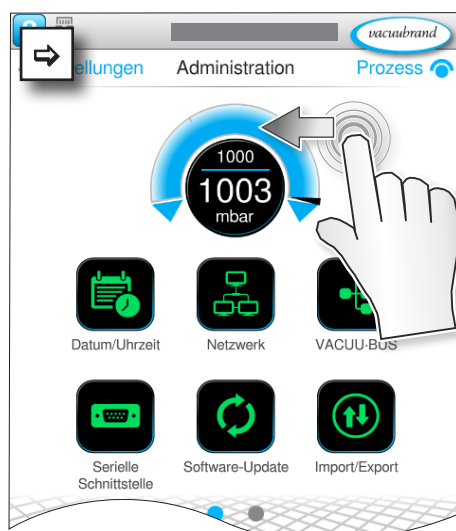 vacuubrand
ellungen Administration Prozess
1000
1003
mbar
Datum/Uhrzeit Netzwerk VACUU·BUS
Serielle Software-Update Import/Export
Schnittstelle